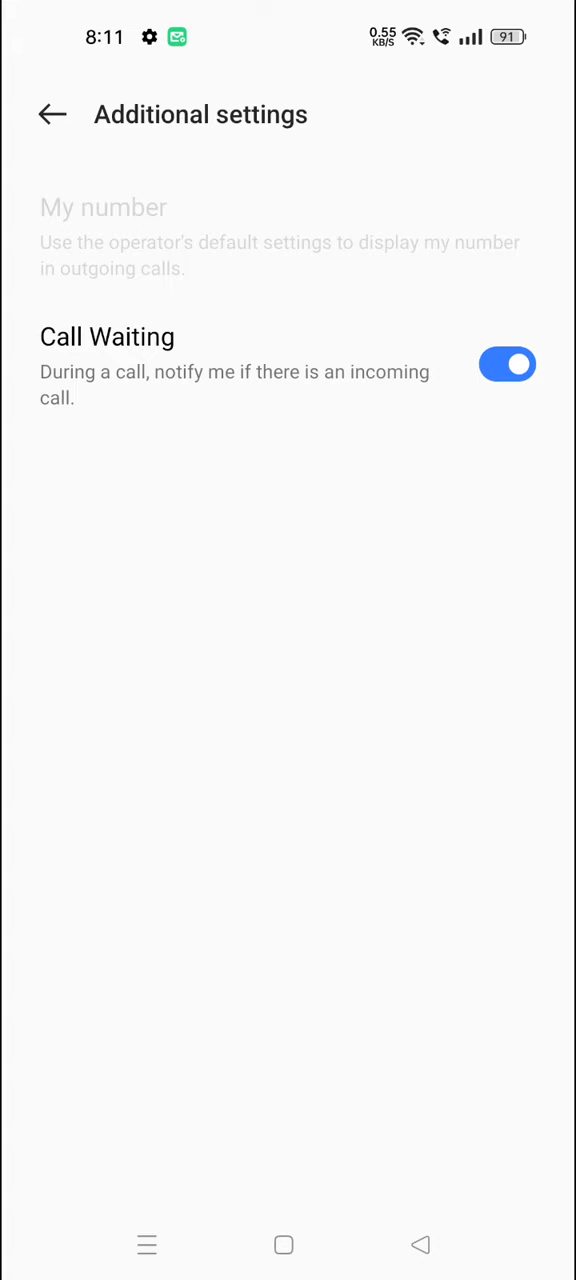 8:11
0.55
KB/S
91
Additional settings
My number
Use the operator's default settings to display my number
in outgoing calls.
Call Waiting
During a call, notify me if there is an incoming
call.